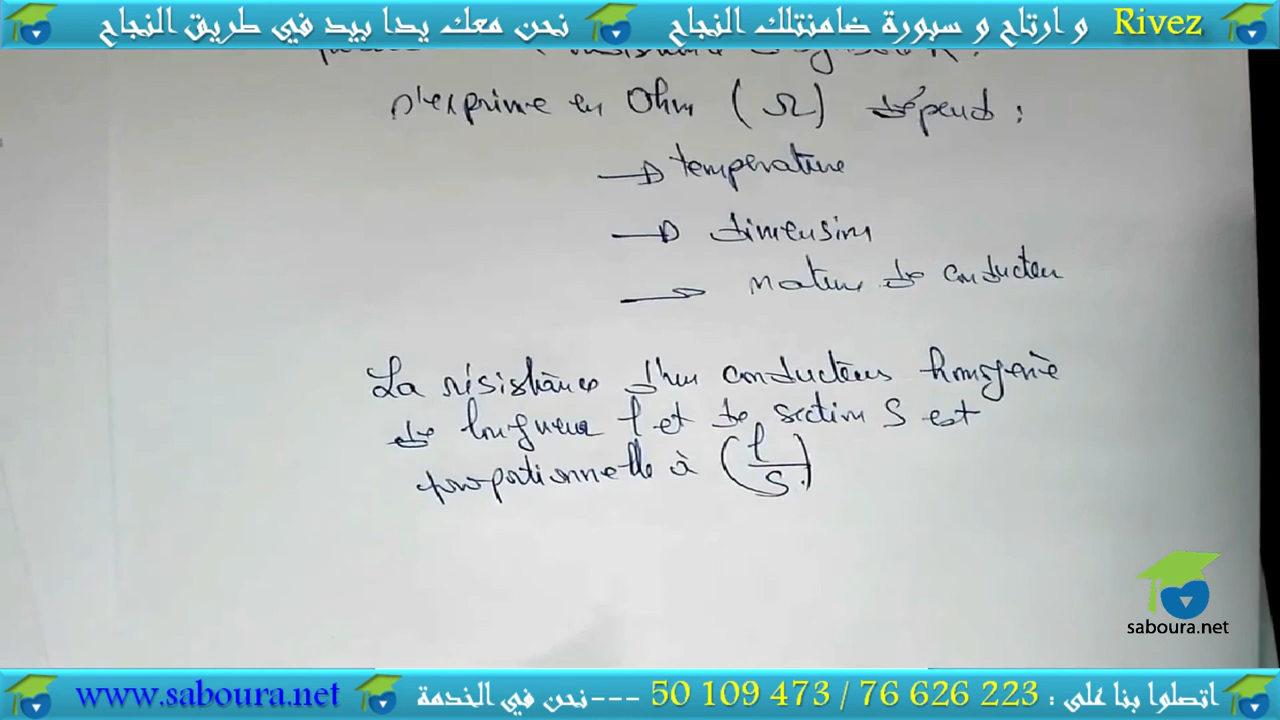 Rivez و ارتاح و سبورة ضامنتلك النجاح نحن معك يدا بيد في طريق النجاح
s'exprime en Ohm (Ω) dépend :
température
dimension
nature de conducteur
La résistance d'un conducteurs homogène
de longueur l et de section S est
proportionnelle à (l/S)
saboura.net
اتصلوا بنا على : 50 109 473 / 76 626 223 ---نحن في الخدمة www.saboura.net